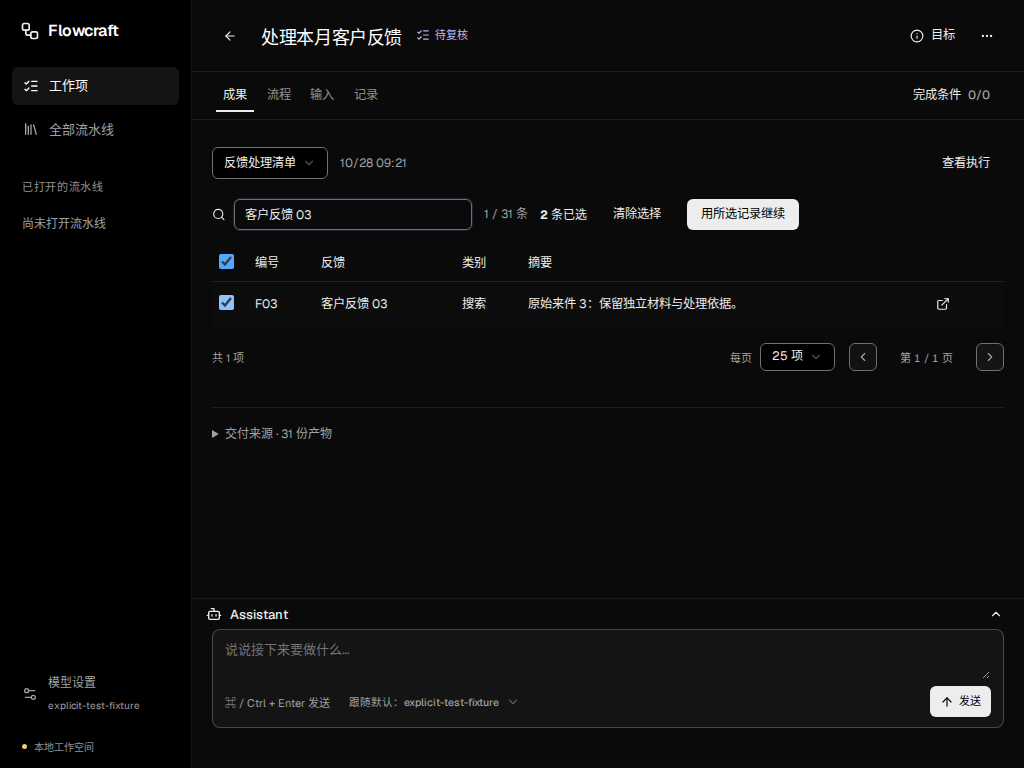 Flowcraft
工作项
全部流水线
已打开的流水线
尚未打开流水线
模型设置
explicit-test-fixture
本地工作空间
处理本月客户反馈
待复核
目标
成果
流程
输入
记录
完成条件 0/0
反馈处理清单
10/28 09:21
查看执行
客户反馈 03
1 / 31 条
2 条已选
清除选择
用所选记录继续
编号 反馈 类别 摘要
F03 客户反馈 03 搜索 原始来件 3：保留独立材料与处理依据。
共 1 项
每页
25 项
第 1 / 1 页
交付来源 · 31 份产物
Assistant
说说接下来要做什么…
⌘ / Ctrl + Enter 发送
跟随默认：explicit-test-fixture
发送